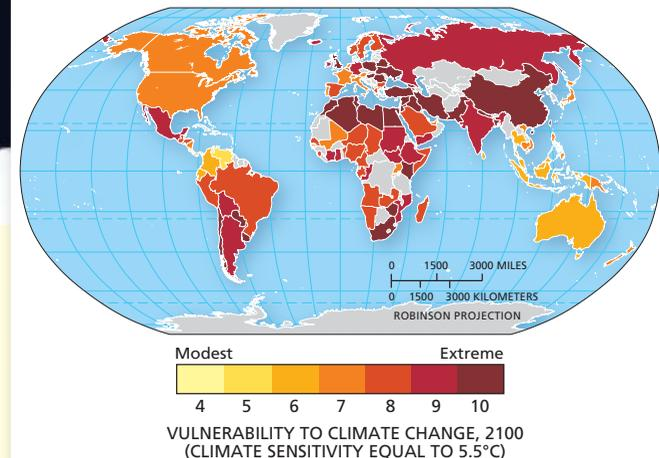 0 1500 3000 MILES
0 1500 3000 KILOMETERS
ROBINSON PROJECTION
Modest Extreme
4 5 6 7 8 9 10
VULNERABILITY TO CLIMATE CHANGE, 2100
(CLIMATE SENSITIVITY EQUAL TO 5.5°C)